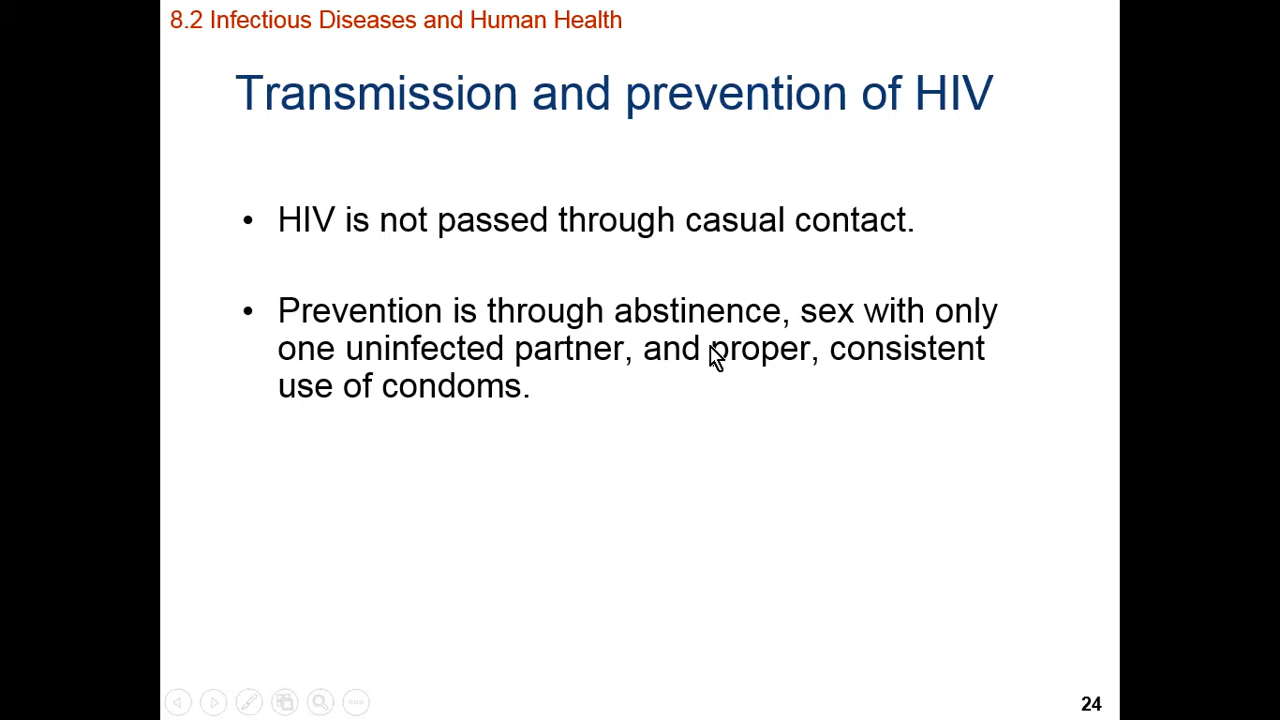 8.2 Infectious Diseases and Human Health
Transmission and prevention of HIV
• HIV is not passed through casual contact.
• Prevention is through abstinence, sex with only
one uninfected partner, and proper, consistent
use of condoms.
24